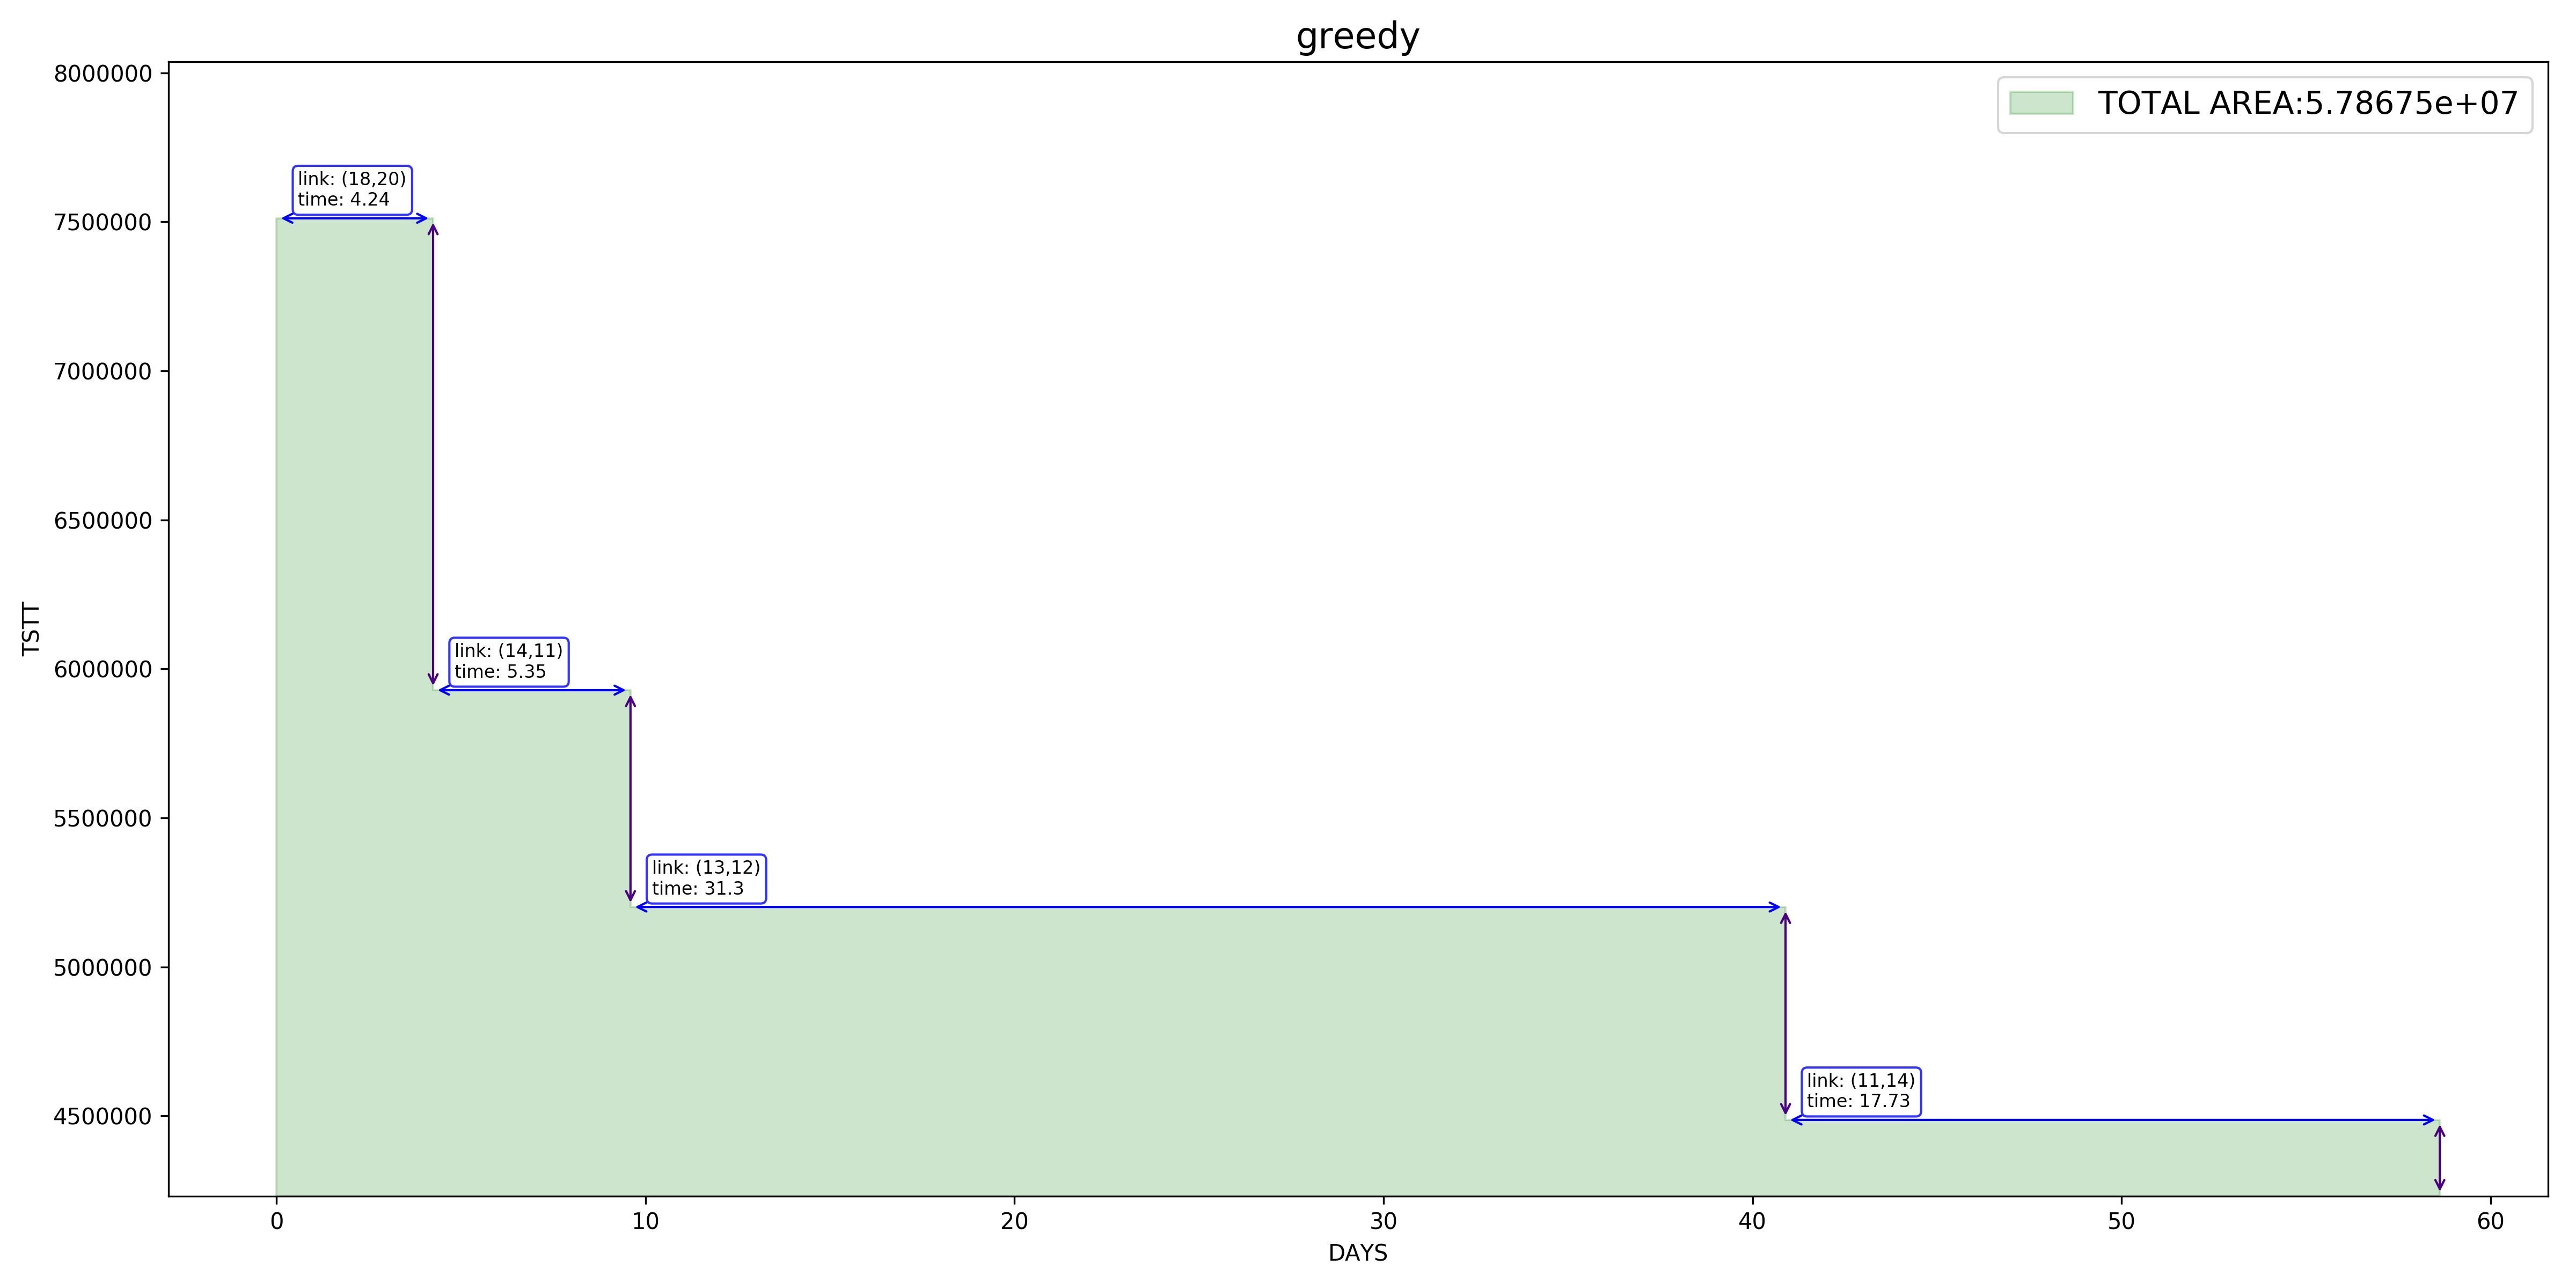 greedy
TOTAL AREA:5.78675e+07
8000000
7500000
7000000
6500000
6000000
5500000
5000000
4500000
TSTT
link: (18,20)
time: 4.24
link: (14,11)
time: 5.35
link: (13,12)
time: 31.3
link: (11,14)
time: 17.73
0 10 20 30 40 50 60
DAYS